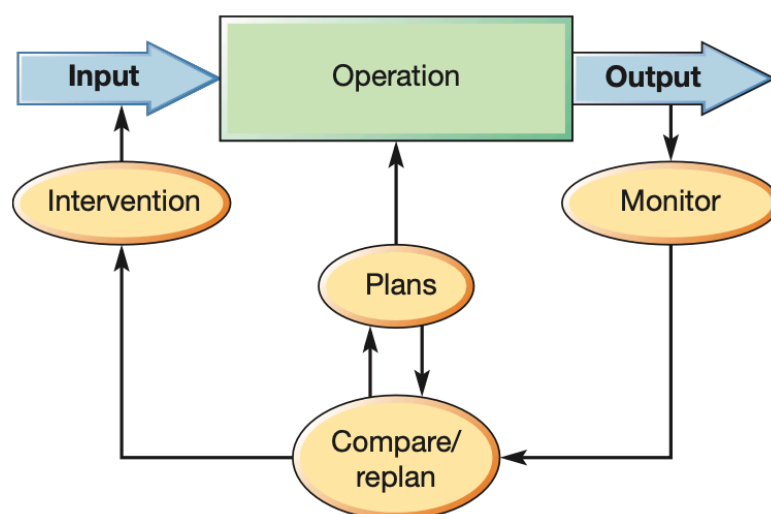 Input
Operation
Output
Intervention
Monitor
Plans
Compare/
replan